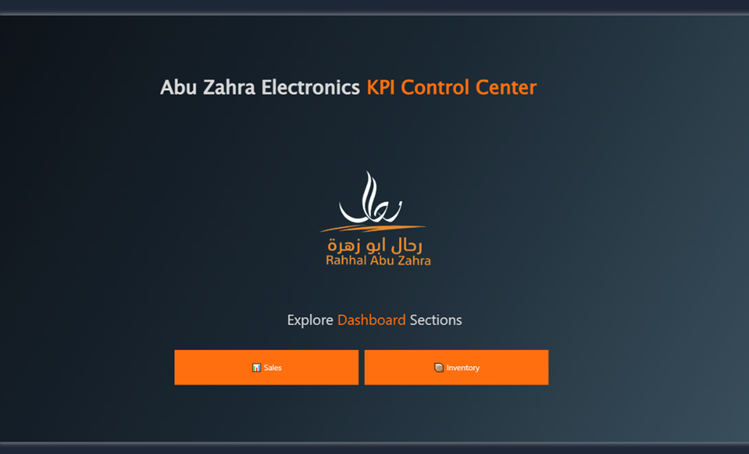 Abu Zahra Electronics KPI Control Center
رحال ابو زهرة
Rahhal Abu Zahra
Explore Dashboard Sections
Sales
Inventory